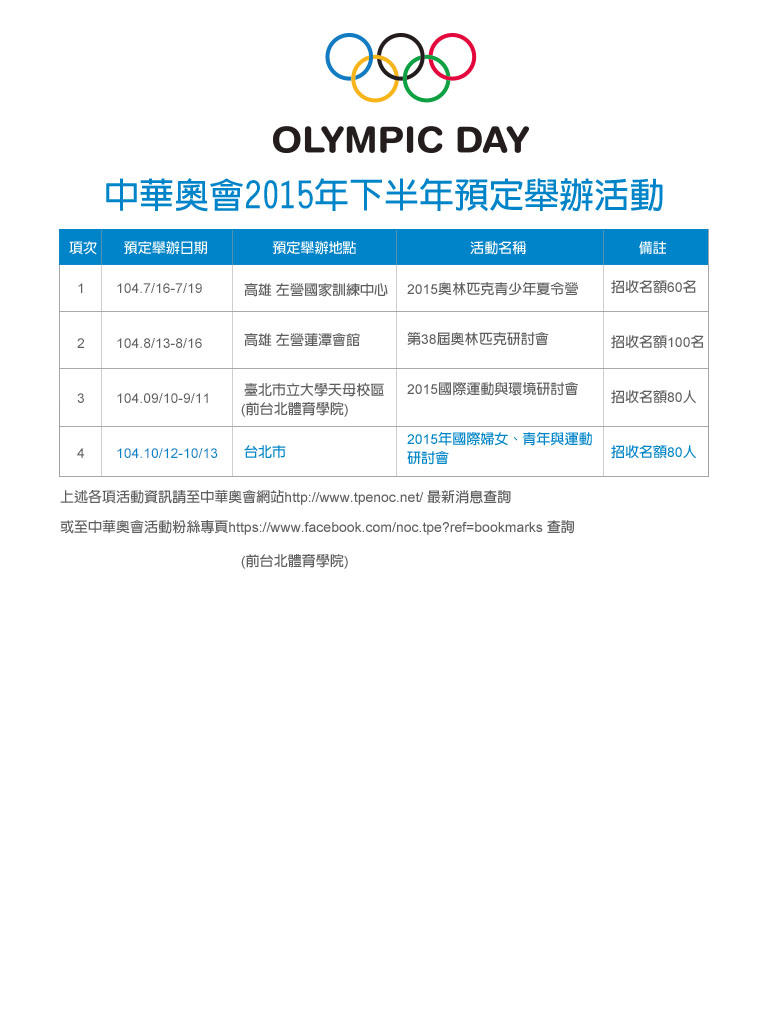 OLYMPIC DAY
中華奧會2015年下半年預定舉辦活動
項次 預定舉辦日期 預定舉辦地點 活動名稱 備註
1 104.7/16-7/19 高雄 左營國家訓練中心 2015奧林匹克青少年夏令營 招收名額60名
2 104.8/13-8/16 高雄 左營蓮潭會館 第38屆奧林匹克研討會 招收名額100名
3 104.09/10-9/11 臺北市立大學天母校區 2015國際運動與環境研討會 招收名額80人
(前台北體育學院)
4 104.10/12-10/13 台北市 2015年國際婦女、青年與運動 招收名額80人
研討會
上述各項活動資訊請至中華奧會網站http://www.tpenoc.net/ 最新消息查詢
或至中華奧會活動粉絲專頁https://www.facebook.com/noc.tpe?ref=bookmarks 查詢
(前台北體育學院)